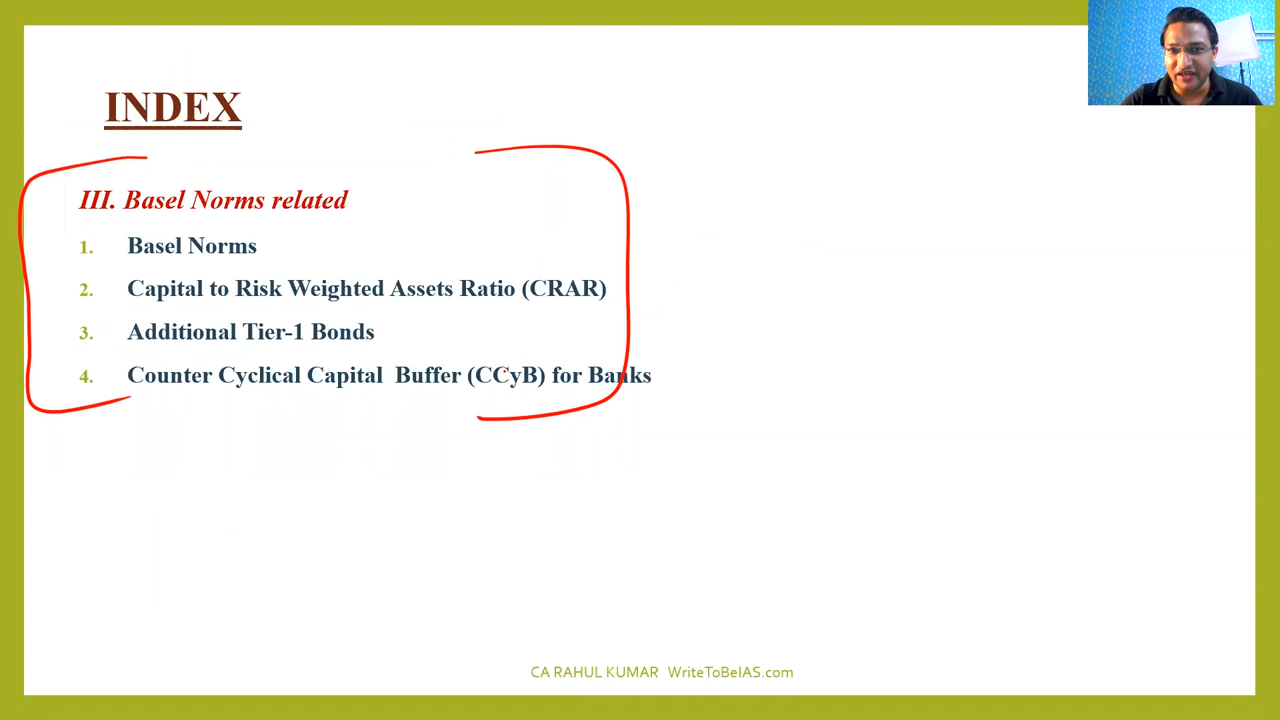 INDEX
III. Basel Norms related
1. Basel Norms
2. Capital to Risk Weighted Assets Ratio (CRAR)
3. Additional Tier-1 Bonds
4. Counter Cyclical Capital Buffer (CCyB) for Banks
CA RAHUL KUMAR WriteToBeIAS.com